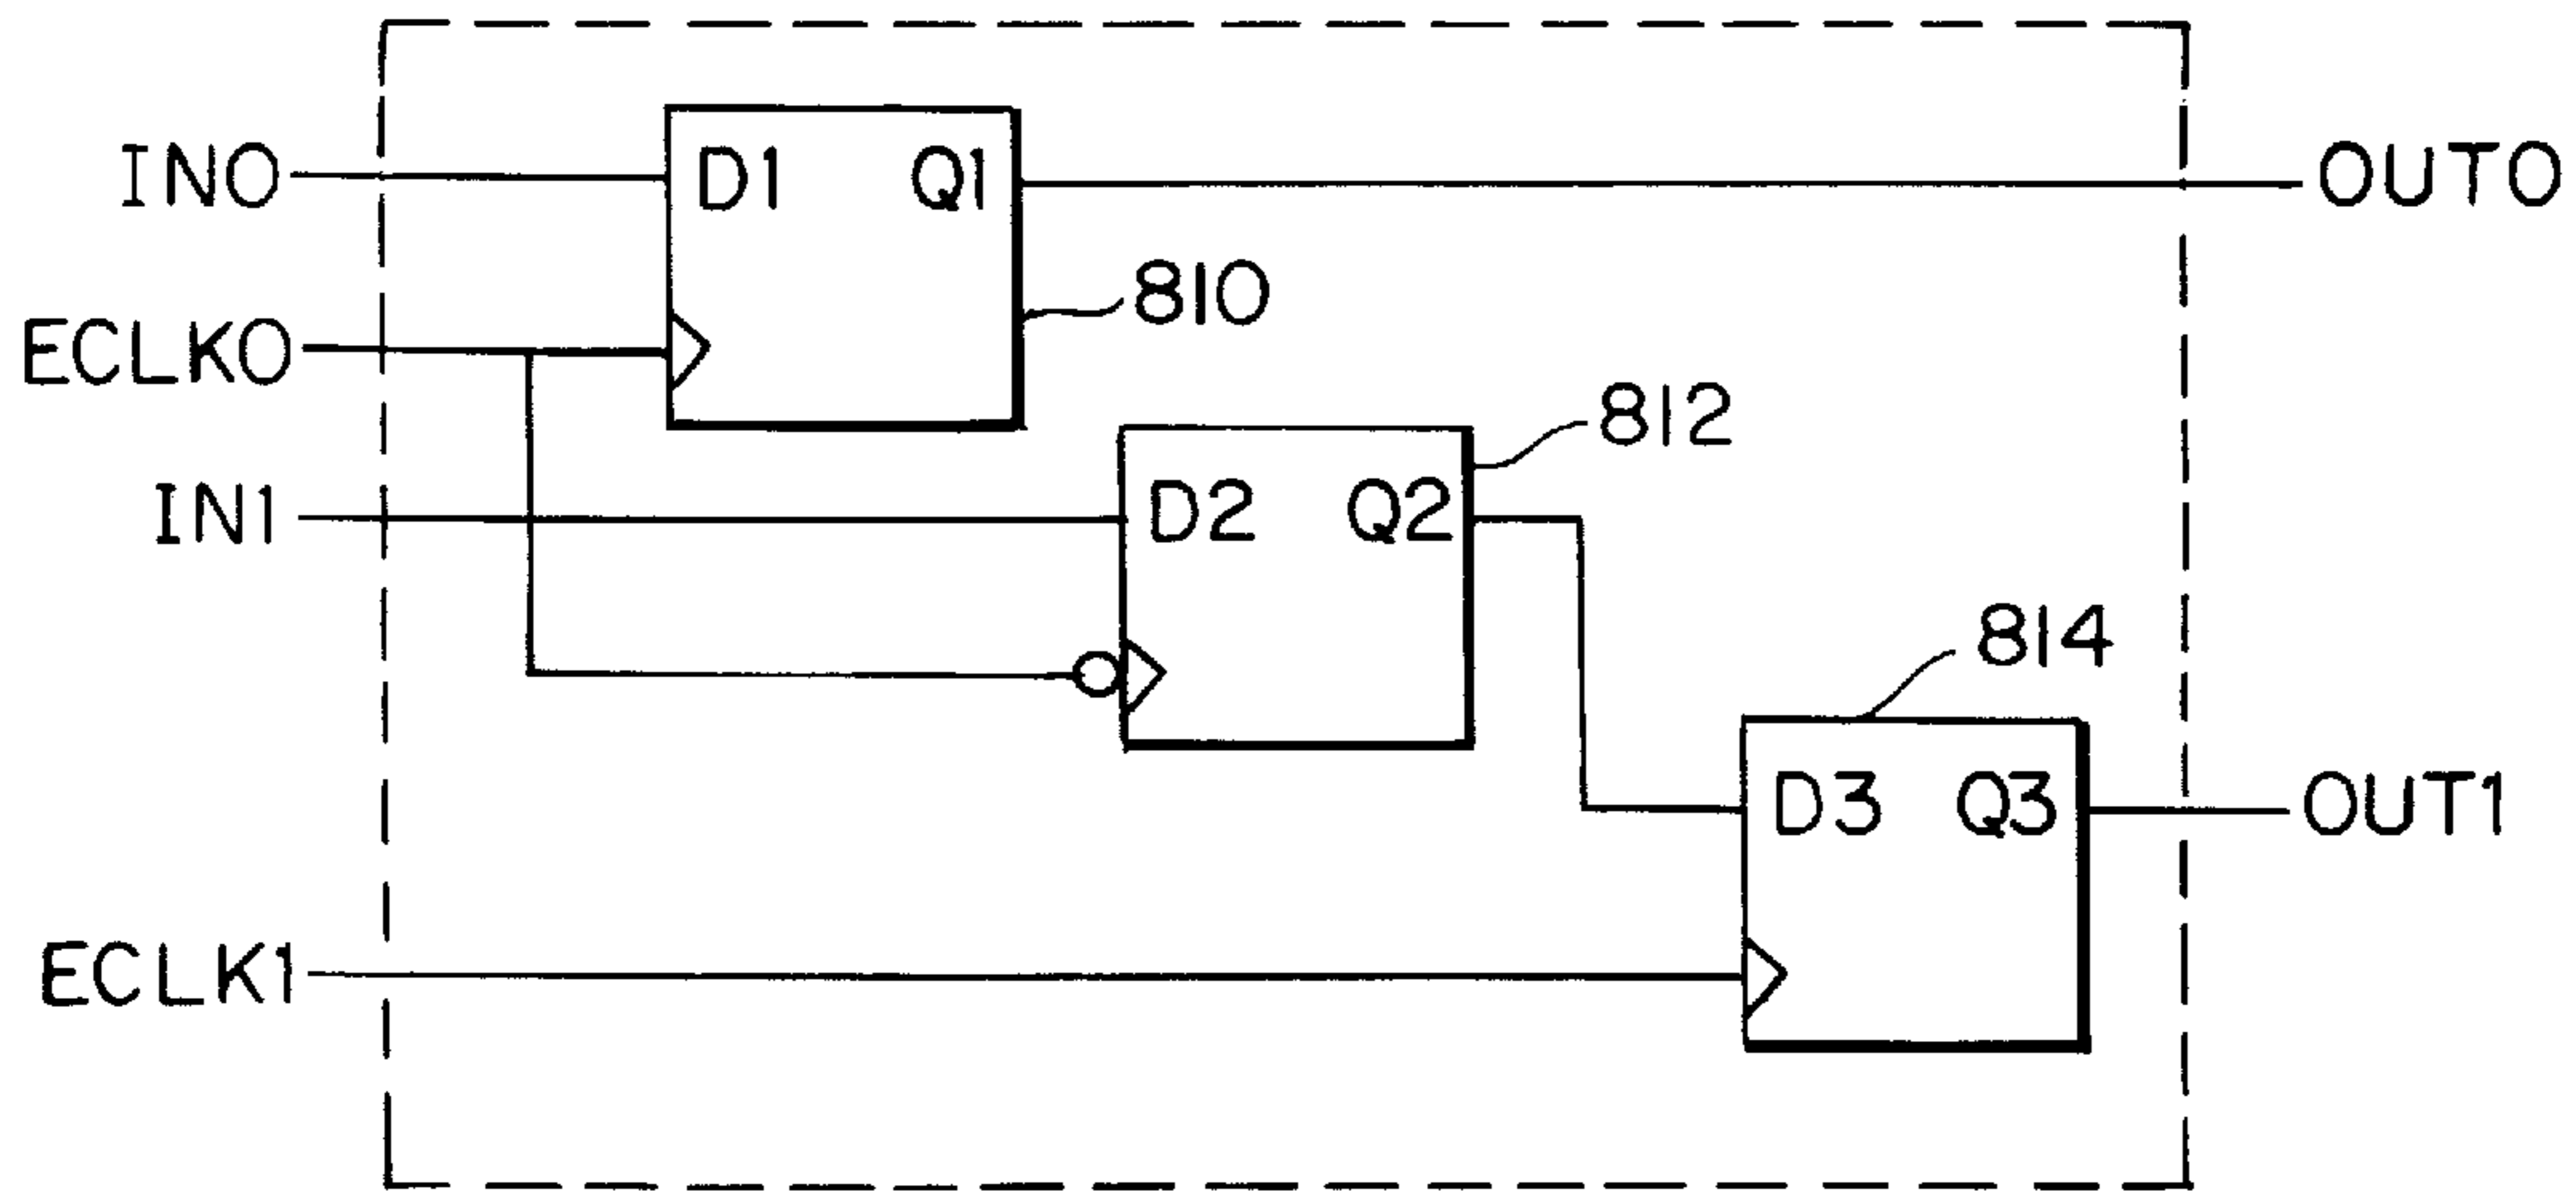 IN0
D1 Q1
OUT0
810
ECLK0
812
IN1
D2 Q2
814
D3 Q3
OUT1
ECLK1